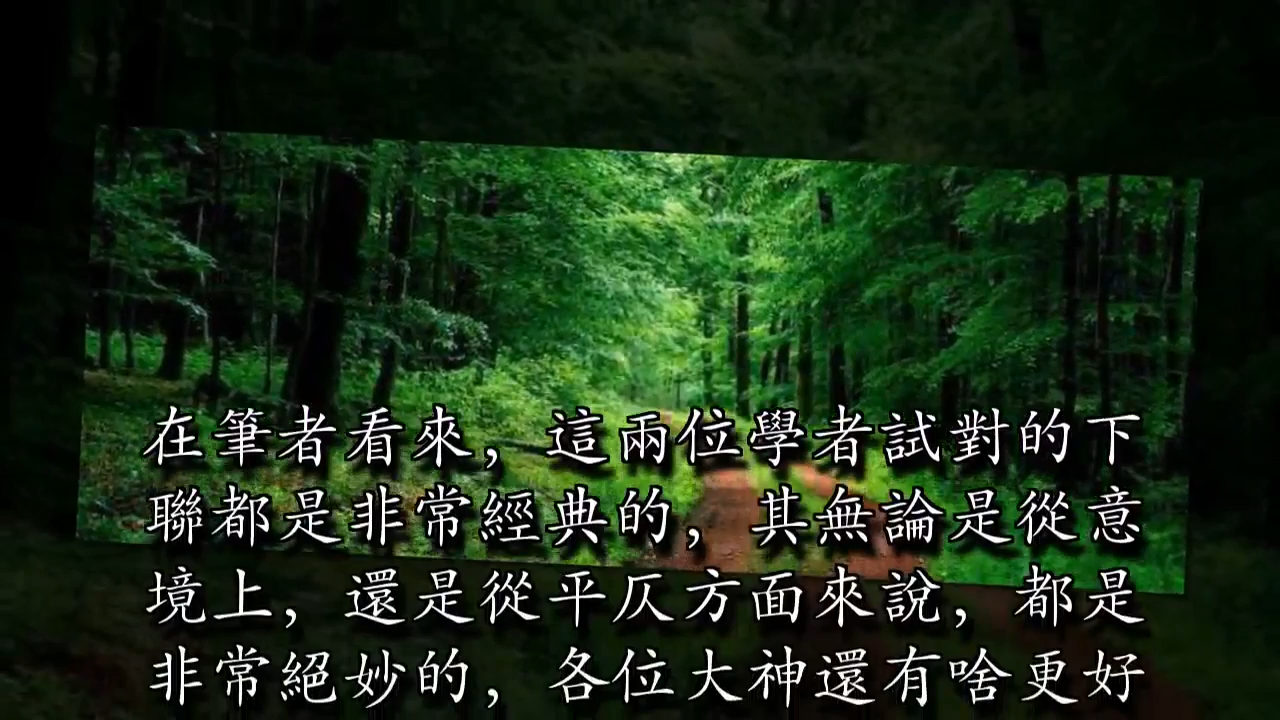 在筆者看來，這兩位學者試對的下
聯都是非常經典的，其無論是從意
境上，還是從平仄方面來說，都是
非常絕妙的，各位大神還有啥更好